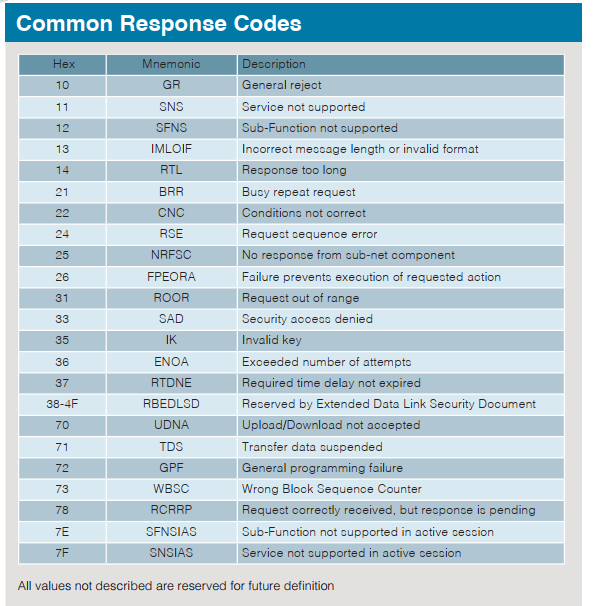 Common Response Codes
Hex Mnemonic Description
10 GR General reject
11 SNS Service not supported
12 SFNS Sub-Function not supported
13 IMLOIF Incorrect message length or invalid format
14 RTL Response too long
21 BRR Busy repeat request
22 CNC Conditions not correct
24 RSE Request sequence error
25 NRFSC No response from sub-net component
26 FPEORA Failure prevents execution of requested action
31 ROOR Request out of range
33 SAD Security access denied
35 IK Invalid key
36 ENOA Exceeded number of attempts
37 RTDNE Required time delay not expired
38-4F RBEDLSD Reserved by Extended Data Link Security Document
70 UDNA Upload/Download not accepted
71 TDS Transfer data suspended
72 GPF General programming failure
73 WBSC Wrong Block Sequence Counter
78 RCRRP Request correctly received, but response is pending
7E SFNSIAS Sub-Function not supported in active session
7F SNSIAS Service not supported in active session
All values not described are reserved for future definition